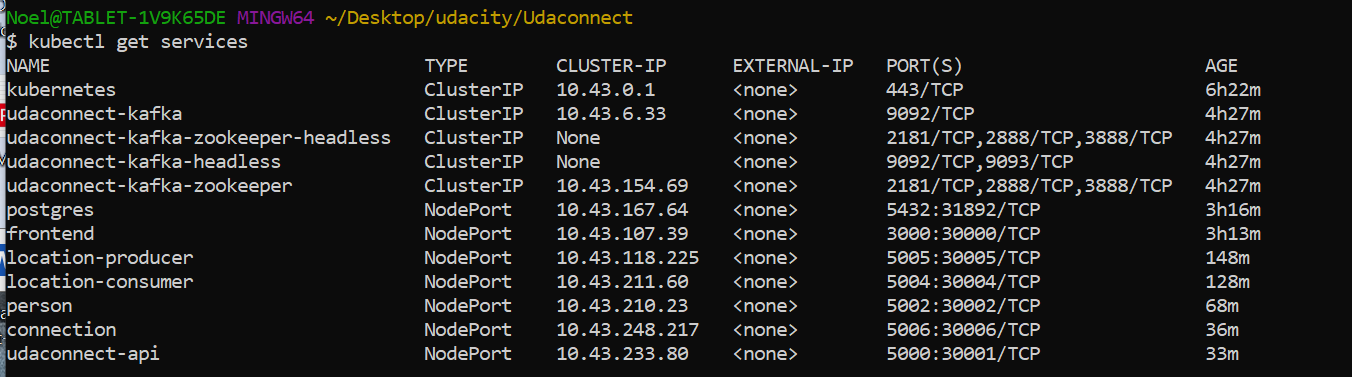 Noel@TABLET-1V9K65DE MINGW64 ~/Desktop/udacity/Udaconnect
$ kubectl get services
NAME TYPE CLUSTER-IP EXTERNAL-IP PORT(S) AGE
kubernetes ClusterIP 10.43.0.1 <none> 443/TCP 6h22m
udaconnect-kafka ClusterIP 10.43.6.33 <none> 9092/TCP 4h27m
udaconnect-kafka-zookeeper-headless ClusterIP None <none> 2181/TCP,2888/TCP,3888/TCP 4h27m
udaconnect-kafka-headless ClusterIP None <none> 9092/TCP,9093/TCP 4h27m
udaconnect-kafka-zookeeper ClusterIP 10.43.154.69 <none> 2181/TCP,2888/TCP,3888/TCP 4h27m
postgres NodePort 10.43.167.64 <none> 5432:31892/TCP 3h16m
frontend NodePort 10.43.107.39 <none> 3000:30000/TCP 3h13m
location-producer NodePort 10.43.118.225 <none> 5005:30005/TCP 148m
location-consumer NodePort 10.43.211.60 <none> 5004:30004/TCP 128m
person NodePort 10.43.210.23 <none> 5002:30002/TCP 68m
connection NodePort 10.43.248.217 <none> 5006:30006/TCP 36m
udaconnect-api NodePort 10.43.233.80 <none> 5000:30001/TCP 33m